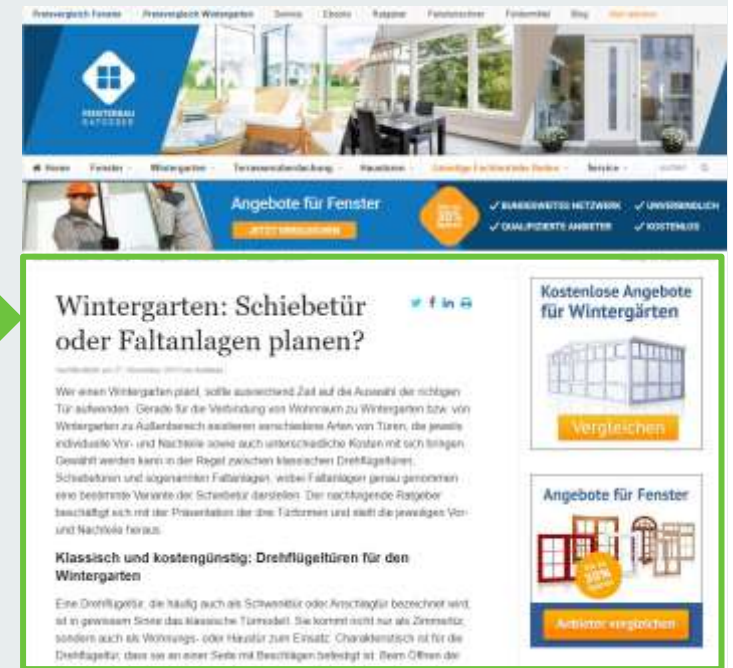 Preisvergleich Fenster Preisvergleich Wintergarten Service Ebooks Ratgeber Fensterrechner Fördermittel Blog
FENSTERBAU
RATGEBER
Home Fenster Wintergarten Terrassenüberdachung Haustüren Service
Angebote für Fenster
JETZT VERGLEICHEN
30%
✓ BUNDESWEITES NETZWERK ✓ UNVERBINDLICH
✓ QUALIFIZIERTE ANBIETER ✓ KOSTENLOS
Wintergarten: Schiebetür
oder Faltanlagen planen?
Wer einen Wintergarten plant, sollte ausreichend Zeit auf die Auswahl der richtigen
Tür aufwenden. Gerade für die Verbindung von Wohnraum zu Wintergarten bzw. von
Wintergarten zu Außenbereich existieren verschiedene Arten von Türen, die jeweils
individuelle Vor- und Nachteile sowie auch unterschiedliche Kosten mit sich bringen.
Gewählt werden kann in der Regel zwischen klassischen Drehflügeltüren,
Schiebetüren und sogenannten Faltanlagen, wobei Faltanlagen genau genommen
eine bestimmte Variante der Schiebetür darstellen. Der nachfolgende Ratgeber
beschäftigt sich mit der Präsentation der drei Türformen und stellt die jeweiligen Vor-
und Nachteile heraus.
Klassisch und kostengünstig: Drehflügeltüren für den
Wintergarten
Eine Drehflügeltür, die häufig auch als Schwenktür oder Anschlagtür bezeichnet wird,
ist in gewissem Sinne das klassische Türmodell. Sie kommt nicht nur als Zimmertür,
sondern auch als Wohnungs- oder Haustür zum Einsatz. Charakteristisch ist für die
Drehflügeltür, dass sie an einer Seite mit Beschlägen befestigt ist. Beim Öffnen der
Kostenlose Angebote
für Wintergärten
Vergleichen
Angebote für Fenster
30%
Anbieter vergleichen